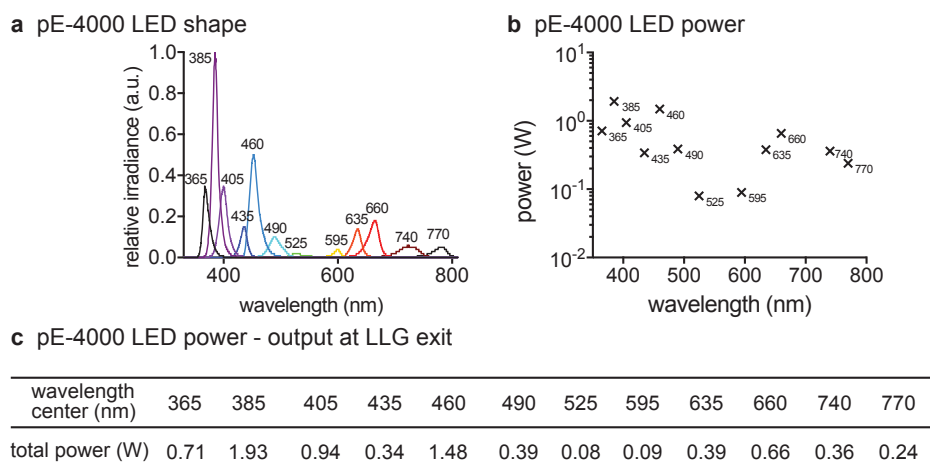 a pE-4000 LED shape
relative irradiance (a.u.)
1.0
0.8
0.6
0.4
0.2
0.0
385
365
405
435
460
490
525
595
635
660
740
770
400 600 800
wavelength (nm)
b pE-4000 LED power
power (W)
10^1
10^0
10^-1
10^-2
365
385
405
435
460
490
525
595
635
660
740
770
400 500 600 700 800
wavelength (nm)
c pE-4000 LED power - output at LLG exit
wavelength
center (nm) 365 385 405 435 460 490 525 595 635 660 740 770
total power (W) 0.71 1.93 0.94 0.34 1.48 0.39 0.08 0.09 0.39 0.66 0.36 0.24